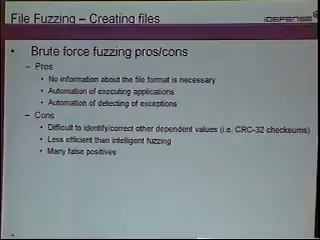 File Fuzzing – Creating files
iDEFENSE
• Brute force fuzzing pros/cons
– Pros
• No information about the file format is necessary
• Automation of executing applications
• Automation of detecting of exceptions
– Cons
• Difficult to identify/correct other dependent values (i.e. CRC-32 checksums)
• Less efficient than intelligent fuzzing
• Many false positives